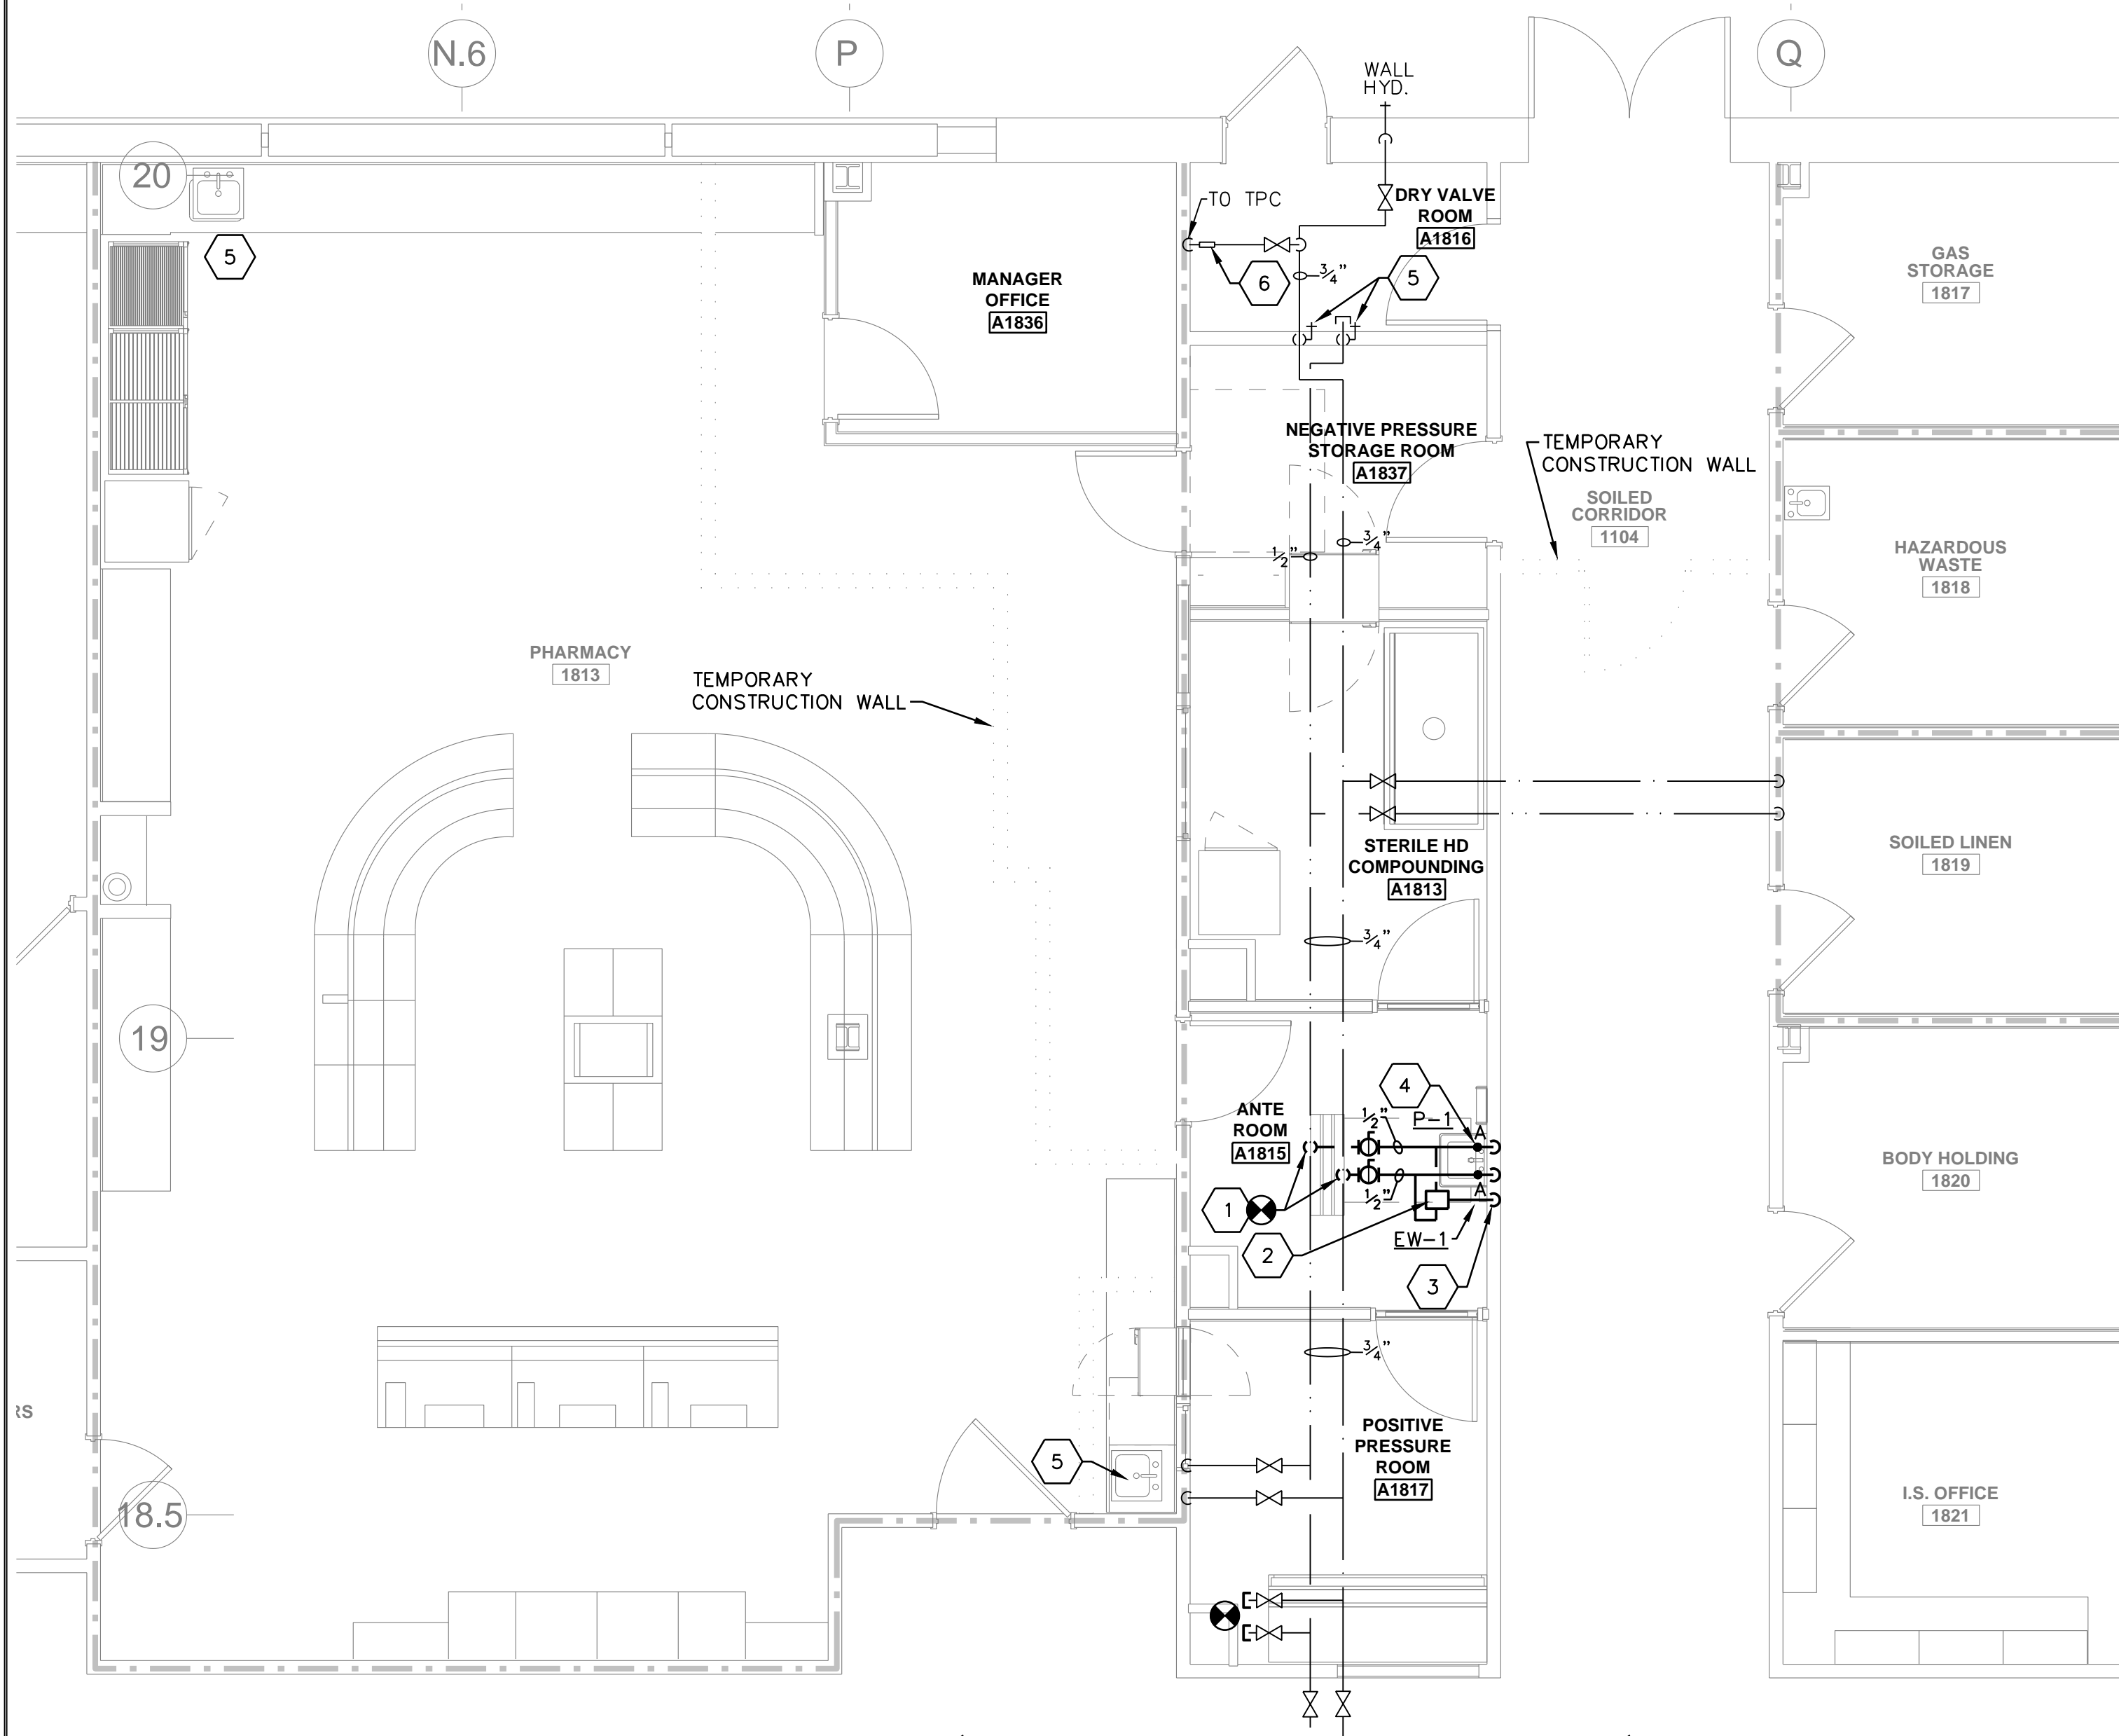 N.6
P
Q
WALL
HYD.
20
TO TPC
DRY VALVE
ROOM
A1816
5
6
3/4"
5
MANAGER
OFFICE
A1836
GAS
STORAGE
1817
NEGATIVE PRESSURE
STORAGE ROOM
A1837
TEMPORARY
CONSTRUCTION WALL
SOILED
CORRIDOR
1104
1/2"
3/4"
HAZARDOUS
WASTE
1818
PHARMACY
1813
TEMPORARY
CONSTRUCTION WALL
STERILE HD
COMPOUNDING
A1813
SOILED LINEN
1819
3/4"
19
4
ANTE
ROOM
A1815
1/2"
P-1
A
BODY HOLDING
1820
1
1/2"
A
2
EW-1
3
3/4"
RS
POSITIVE
PRESSURE
ROOM
A1817
5
18.5
I.S. OFFICE
1821